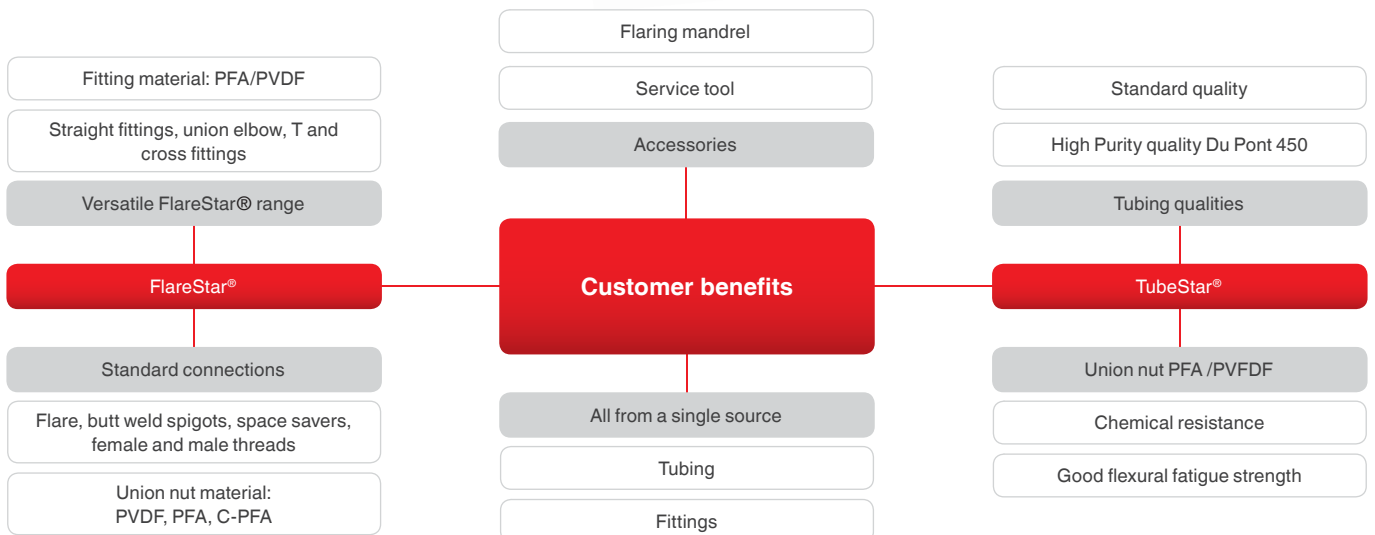 Fitting material: PFA/PVDF
Straight fittings, union elbow, T and
cross fittings
Versatile FlareStar® range
FlareStar®
Standard connections
Flare, butt weld spigots, space savers,
female and male threads
Union nut material:
PVDF, PFA, C-PFA
Flaring mandrel
Service tool
Accessories
Customer benefits
All from a single source
Tubing
Fittings
Standard quality
High Purity quality Du Pont 450
Tubing qualities
TubeStar®
Union nut PFA /PVFDF
Chemical resistance
Good flexural fatigue strength